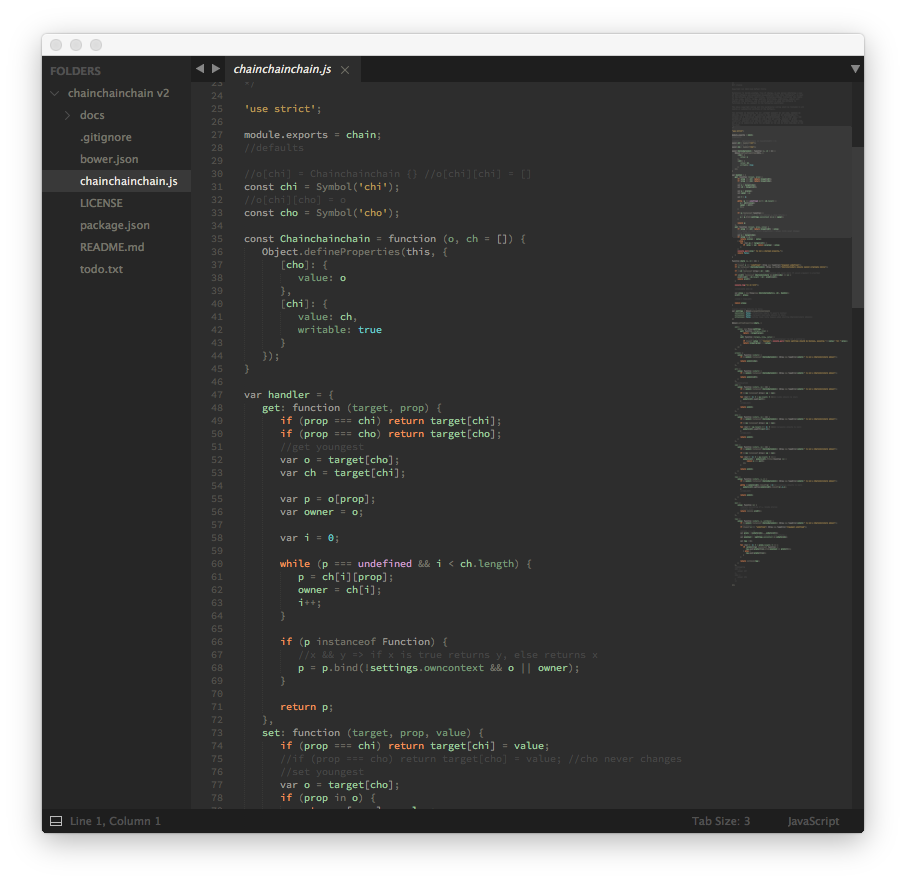 FOLDERS
chainchainchain v2
docs
.gitignore
bower.json
chainchainchain.js
LICENSE
package.json
README.md
todo.txt
chainchainchain.js
23 */
24
25 'use strict';
26
27 module.exports = chain;
28 //defaults
29
30 //o[chi] = Chainchainchain {} //o[chi][chi] = []
31 const chi = Symbol('chi');
32 //o[chi][cho] = o
33 const cho = Symbol('cho');
34
35 const Chainchainchain = function (o, ch = []) {
36 Object.defineProperties(this, {
37 [cho]: {
38 value: o
39 },
40 [chi]: {
41 value: ch,
42 writable: true
43 }
44 });
45 }
46
47 var handler = {
48 get: function (target, prop) {
49 if (prop === chi) return target[chi];
50 if (prop === cho) return target[cho];
51 //get youngest
52 var o = target[cho];
53 var ch = target[chi];
54
55 var p = o[prop];
56 var owner = o;
57
58 var i = 0;
59
60 while (p === undefined && i < ch.length) {
61 p = ch[i][prop];
62 owner = ch[i];
63 i++;
64 }
65
66 if (p instanceof Function) {
67 //x && y => if x is true returns y, else returns x
68 p = p.bind(!settings.owncontext && o || owner);
69 }
70
71 return p;
72 },
73 set: function (target, prop, value) {
74 if (prop === chi) return target[chi] = value;
75 //if (prop === cho) return target[cho] = value; //cho never changes
76 //set youngest
77 var o = target[cho];
78 if (prop in o) {
Line 1, Column 1
Tab Size: 3
JavaScript